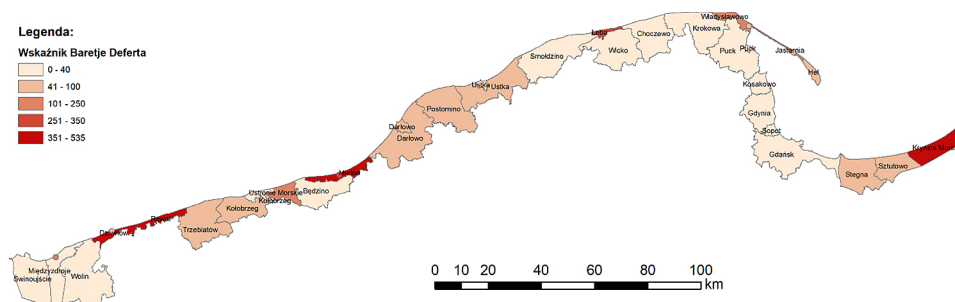 Legenda:
Wskaźnik Baretje Deferta
0 - 40
41 - 100
101 - 250
251 - 350
351 - 535
Władysławowo
Łeba
Choczewo
Krokowa
Wicko
Smołdzino
Puck
Puck
Jastarnia
Hel
Ustka
Ustka
Kosakowo
Postomino
Gdynia
Darłowo
Darłowo
Sopot
Gdańsk
Krynica Morska
Sztutowo
Stegna
Mielno
Ustronie Morskie
Będzino
Kołobrzeg
Kołobrzeg
Rewal
Trzebiatów
Dziwnów
Międzyzdroje
Świnoujście
Wolin
0 10 20 40 60 80 100
km